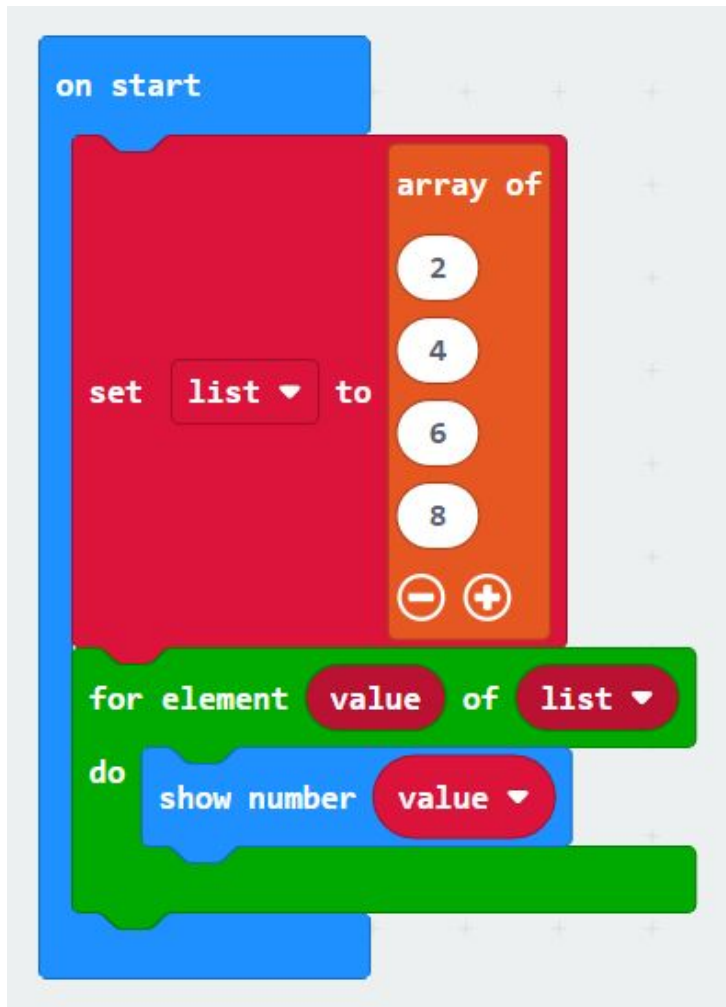 on start
array of
2
4
set list to
6
8
for element value of list
do
show number value